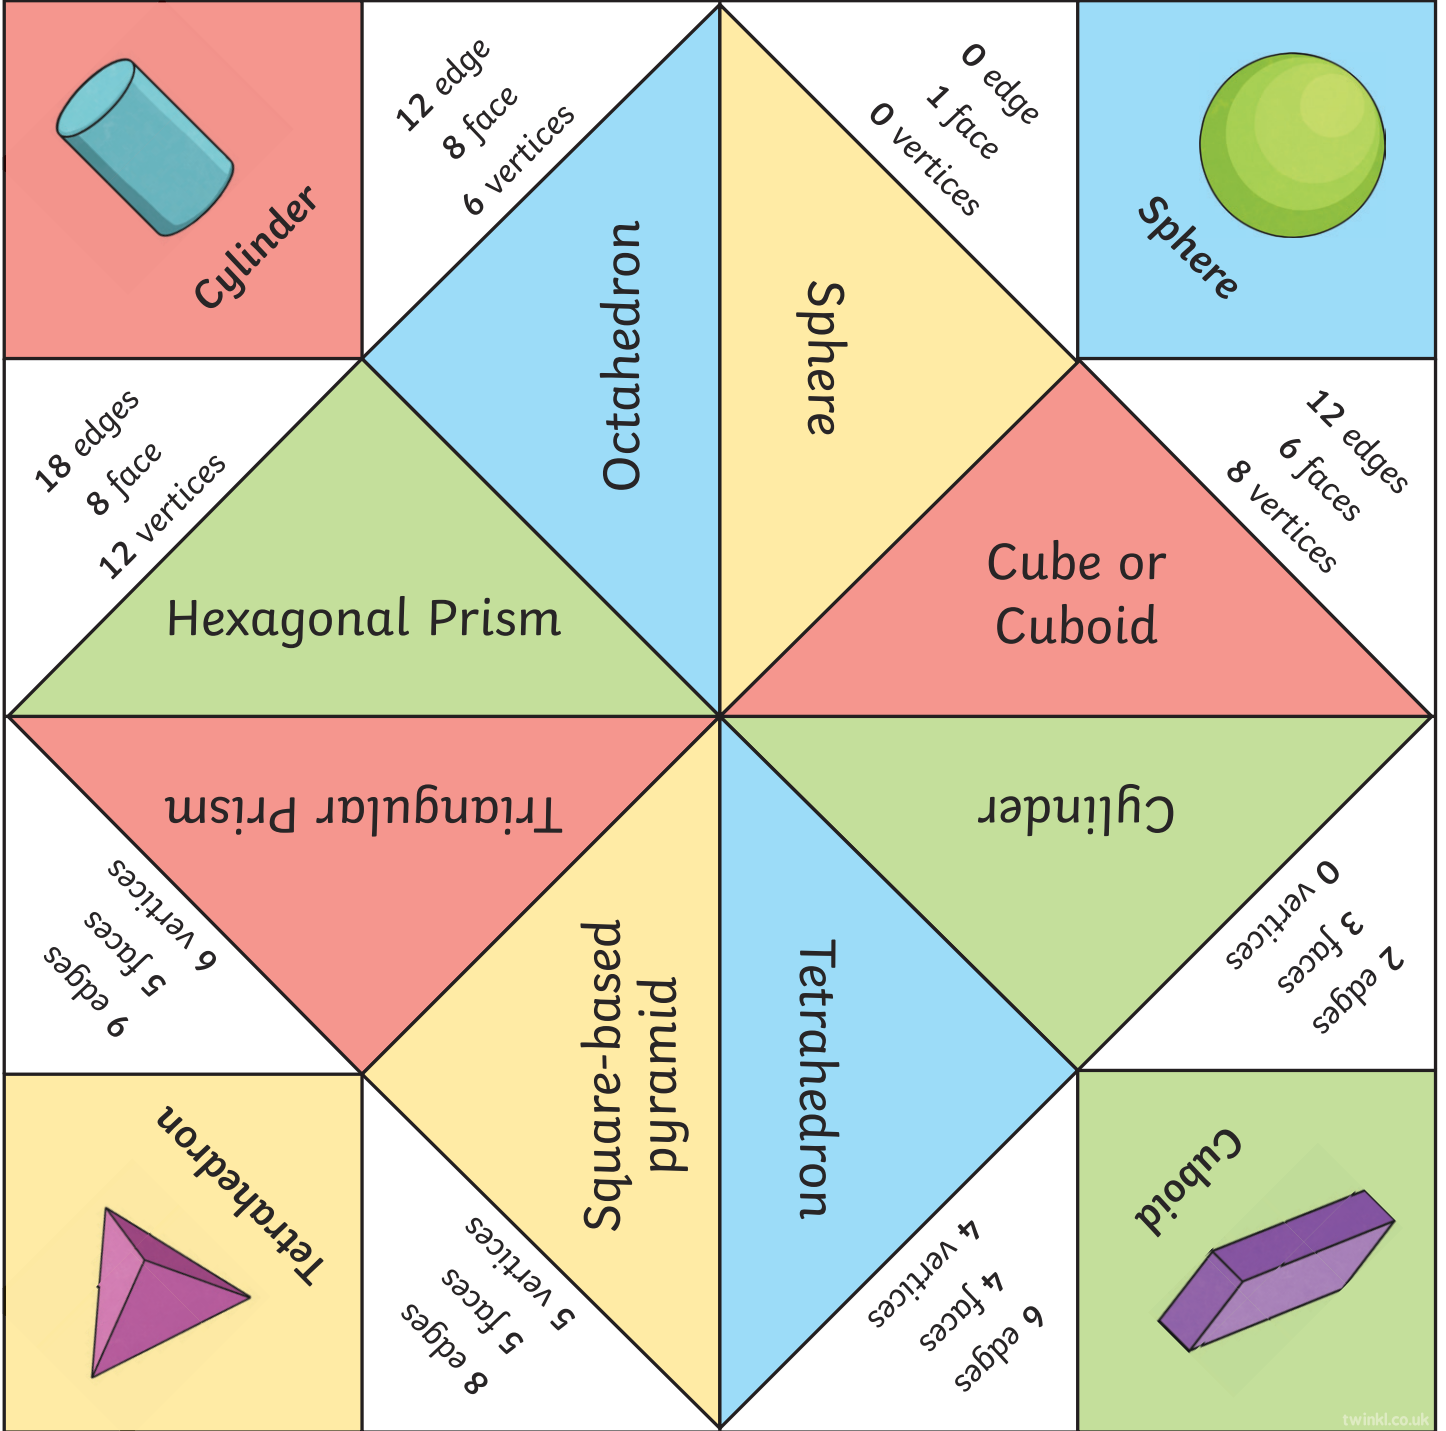 Cylinder
12 edge
8 face
6 vertices
0 edge
1 face
0 vertices
Sphere
Octahedron
Sphere
18 edges
8 face
12 vertices
Hexagonal Prism
Cube or
Cuboid
12 edges
6 faces
8 vertices
Triangular Prism
Cylinder
9 edges
5 faces
6 vertices
Square-based
pyramid
Tetrahedron
2 edges
3 faces
0 vertices
Tetrahedron
8 edges
5 faces
5 vertices
6 edges
4 faces
4 vertices
Cuboid
twinkl.co.uk